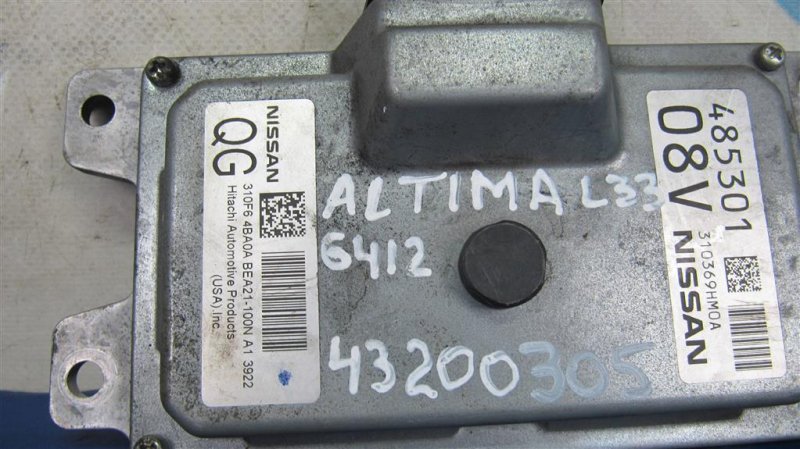 NISSAN
QG
310F6 4BA0A BEA21-100N A1 3922
Hitachi Automotive Products
(USA), Inc.
ALTIMA L33
6412
43200305
485301
08V
310369HM0A
NISSAN